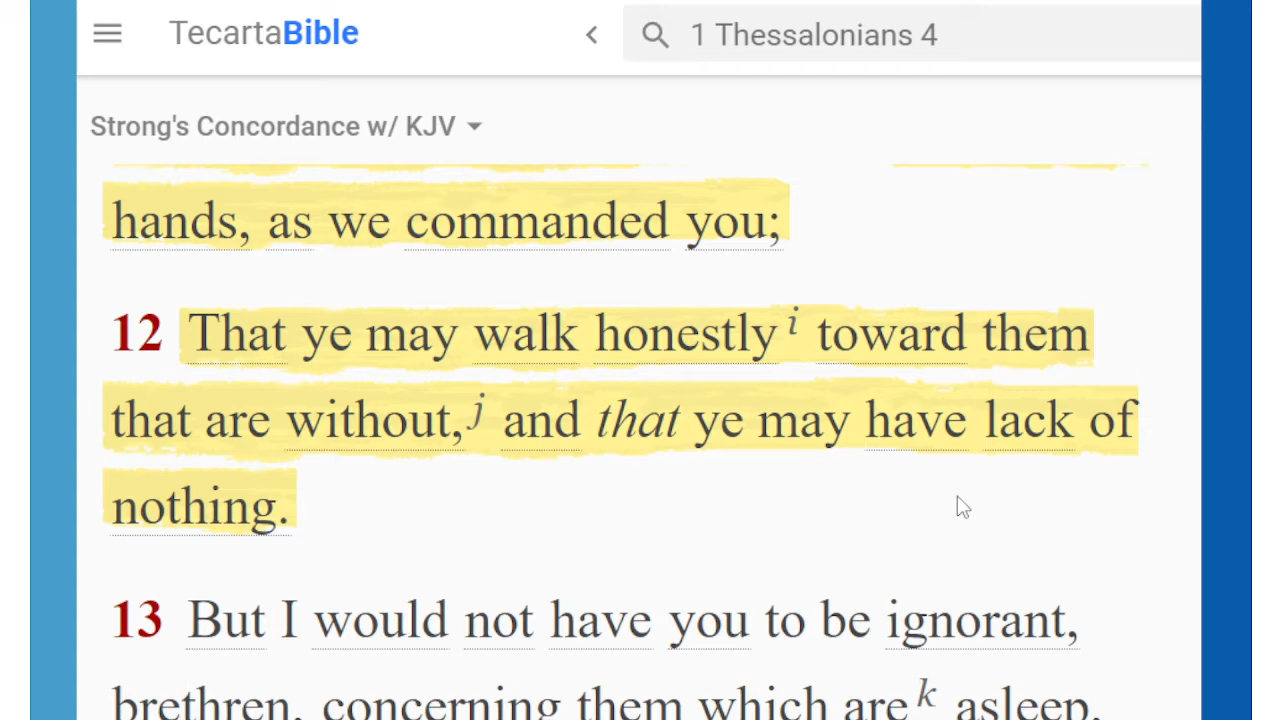 TecartaBible
1 Thessalonians 4
Strong's Concordance w/ KJV
hands, as we commanded you;
12 That ye may walk honestly i toward them
that are without, j and that ye may have lack of
nothing.
13 But I would not have you to be ignorant,
brethren, concerning them which are k asleep,